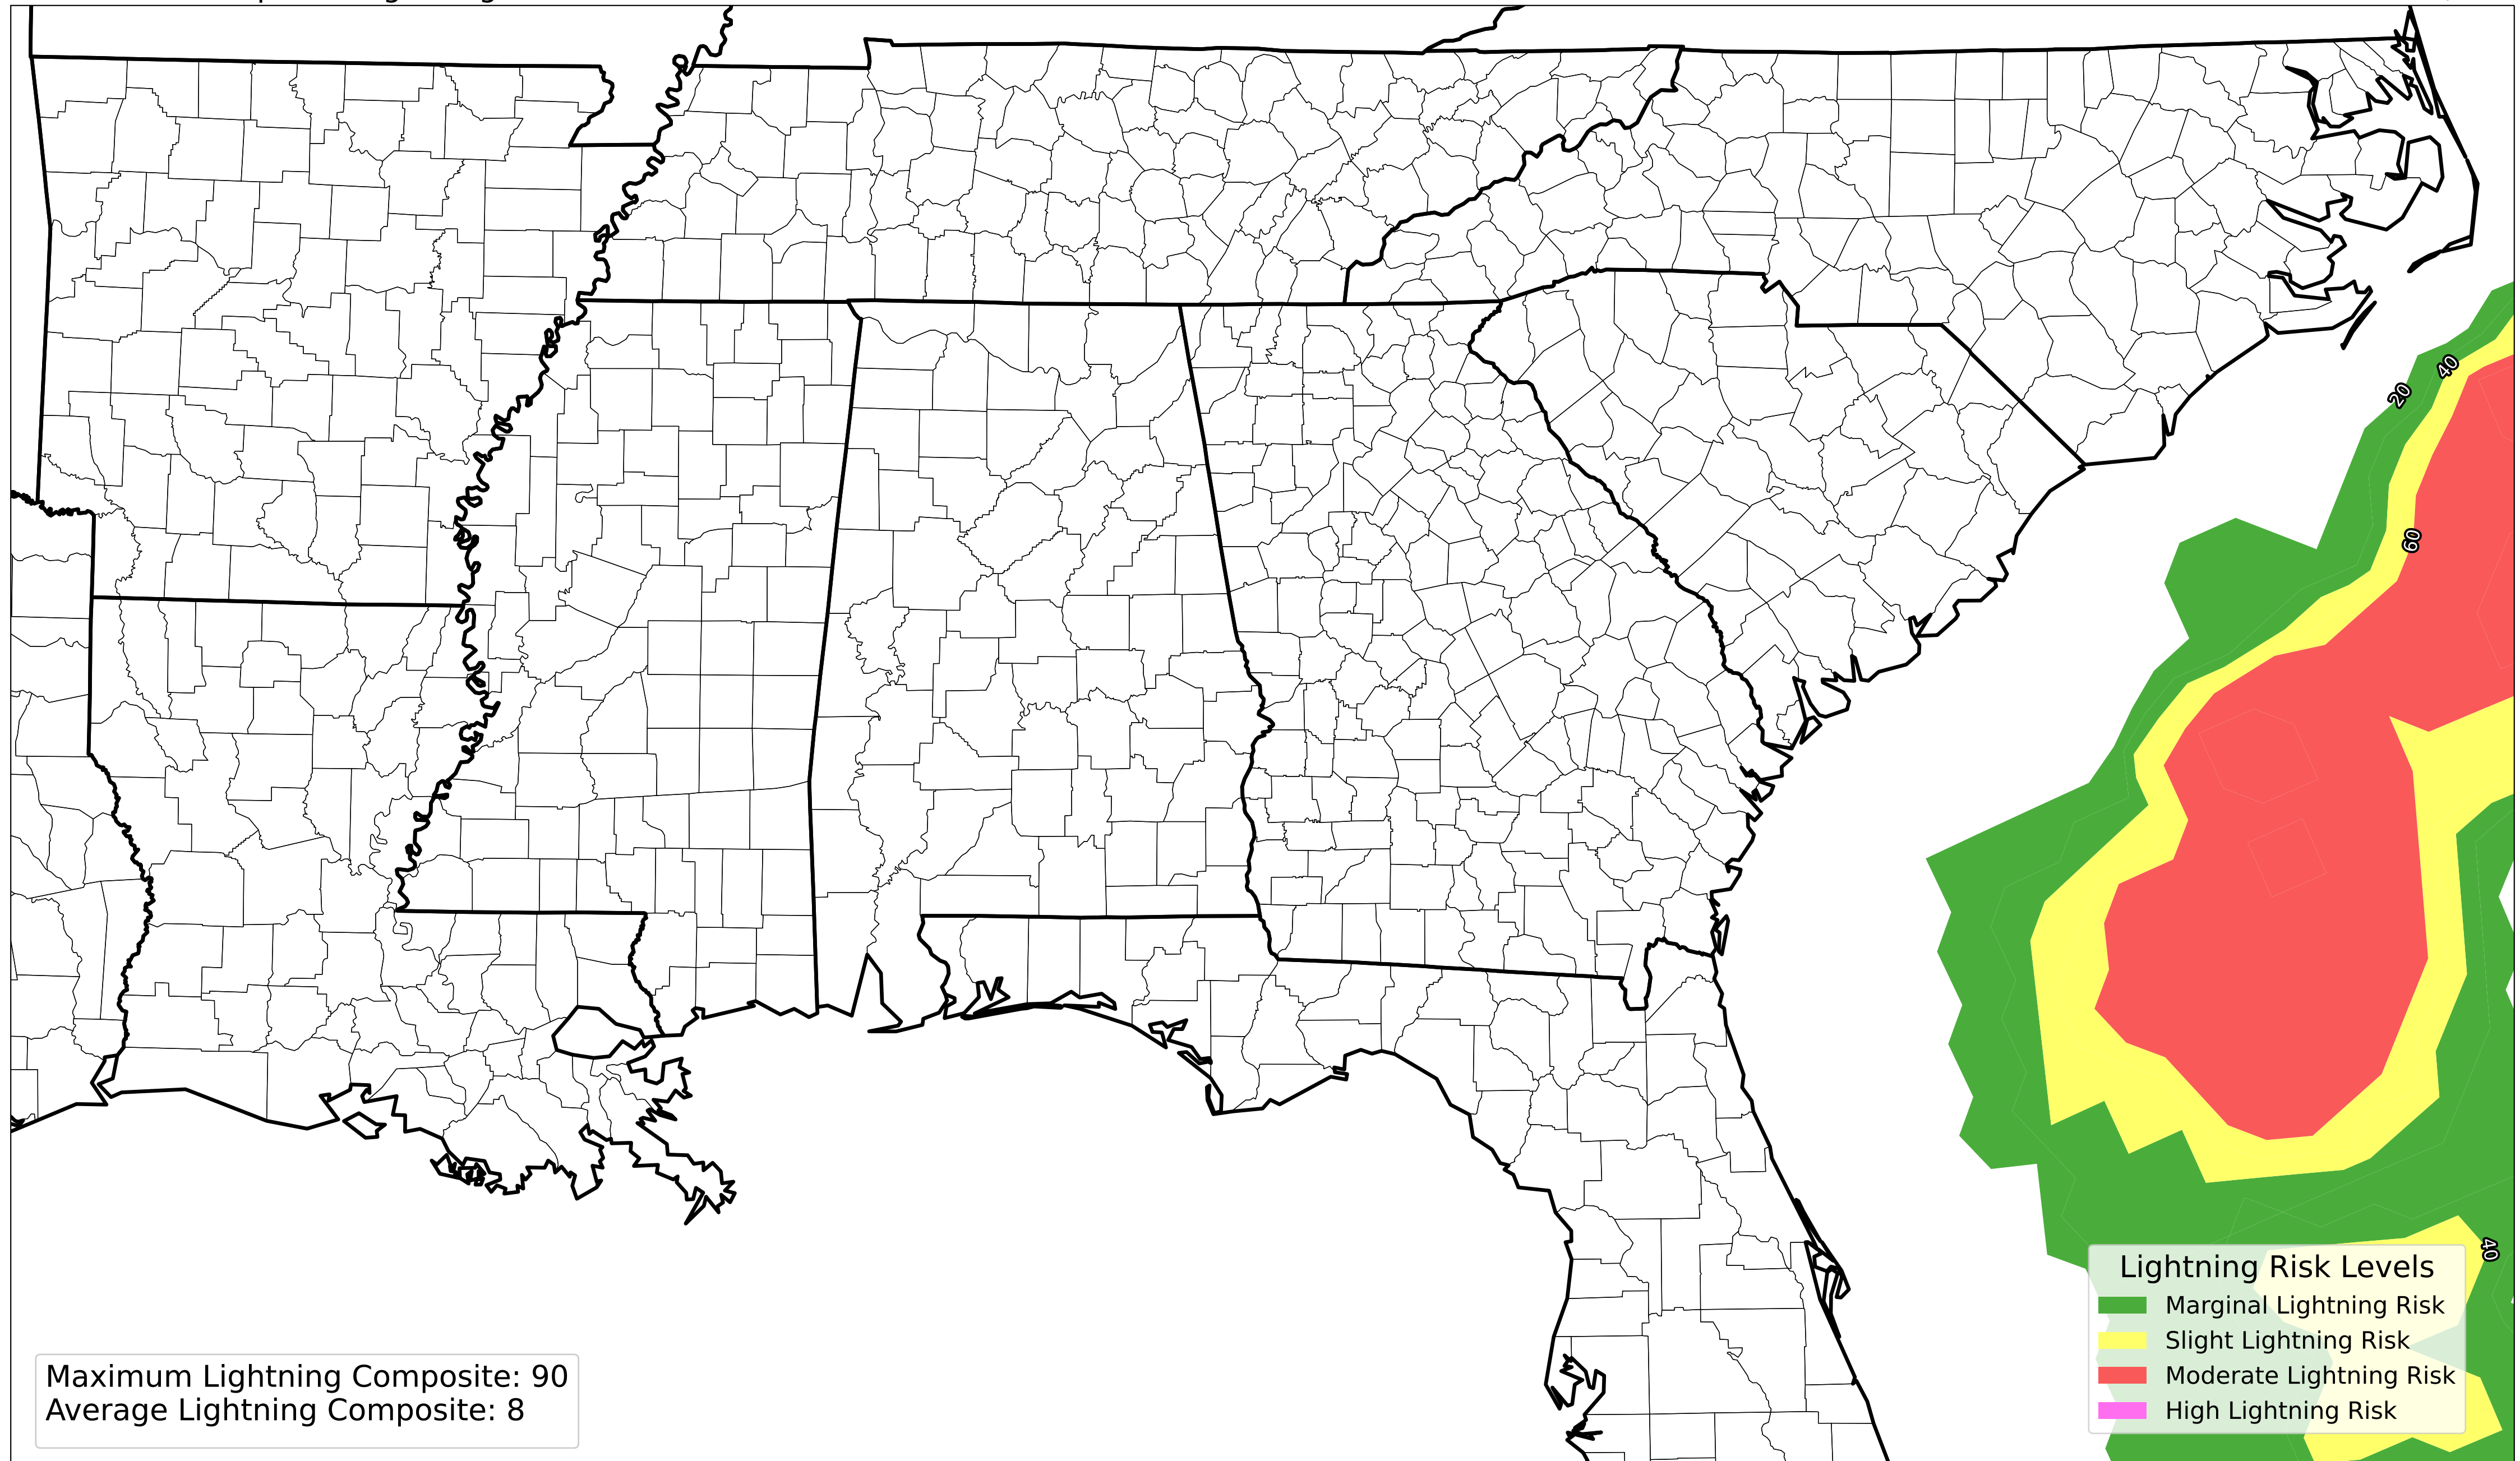 20
40
60
40
Lightning Risk Levels
Marginal Lightning Risk
Slight Lightning Risk
Moderate Lightning Risk
High Lightning Risk
Maximum Lightning Composite: 90
Average Lightning Composite: 8